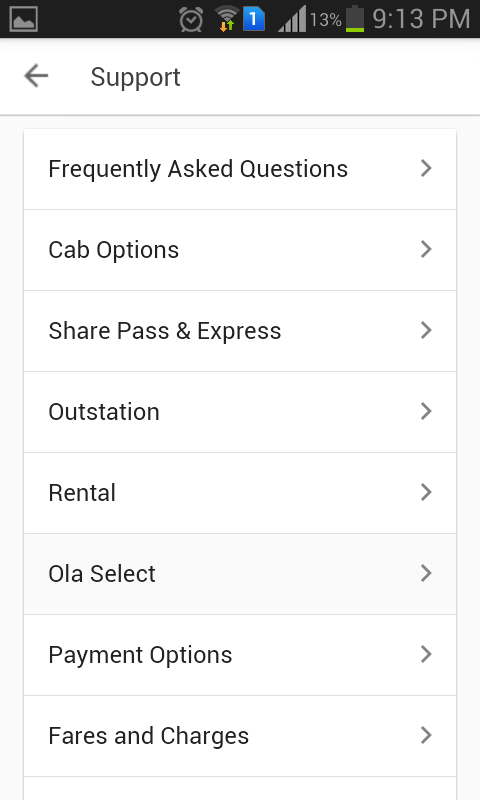 1 13% 9:13 PM
Support
Frequently Asked Questions
Cab Options
Share Pass & Express
Outstation
Rental
Ola Select
Payment Options
Fares and Charges